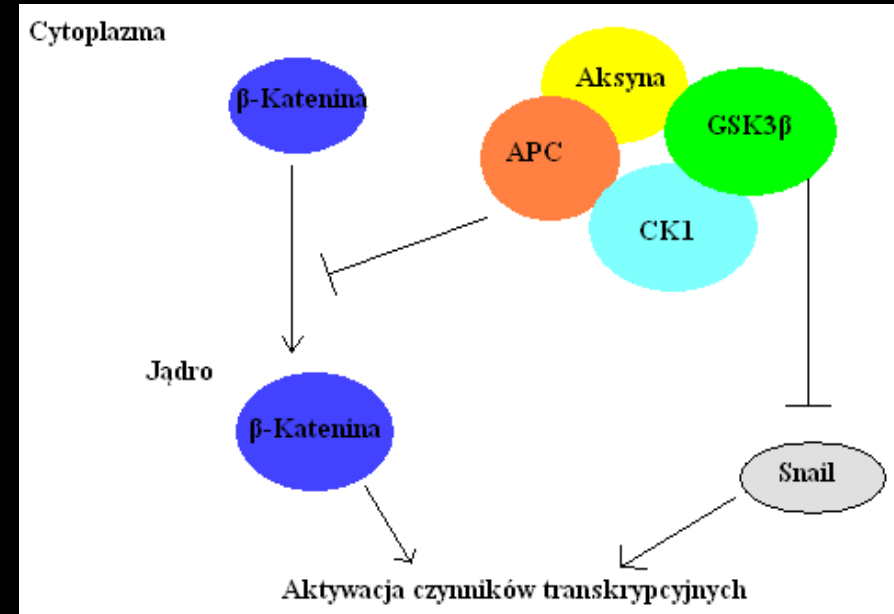 Cytoplazma
β-Katenina
Aksyna
GSK3β
APC
CK1
Jądro
β-Katenina
Snail
Aktywacja czynników transkrypcyjnych